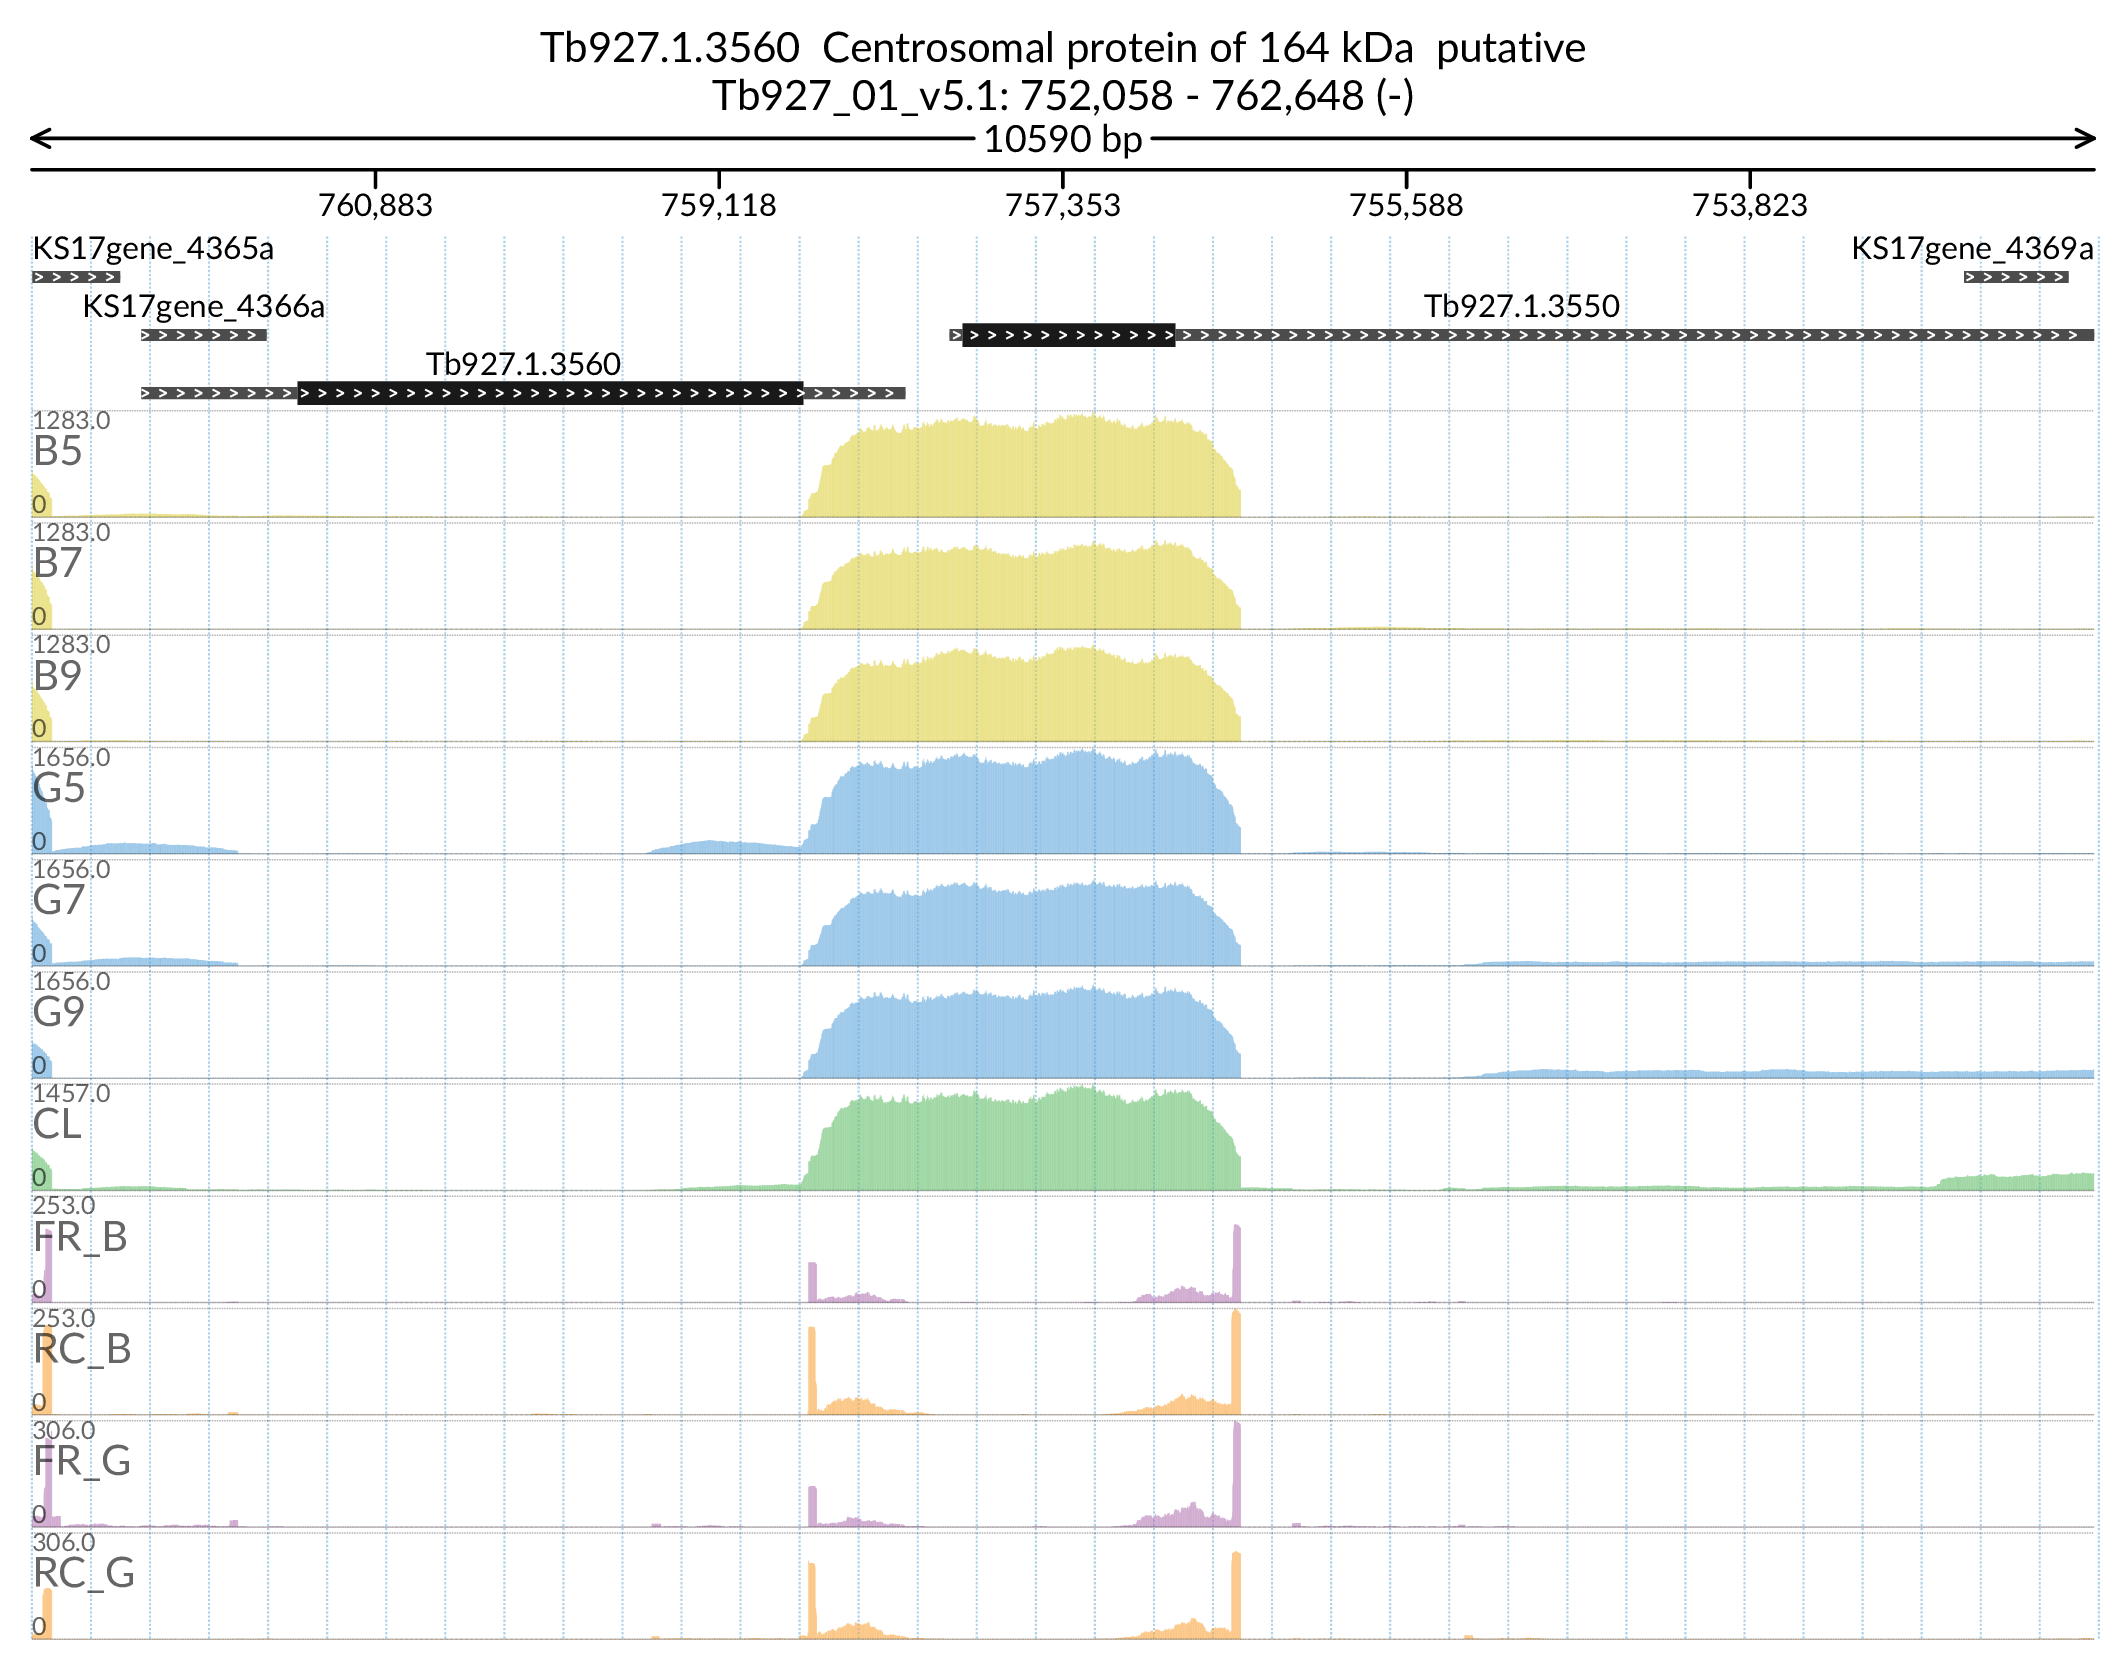 Tb927.1.3560  Centrosomal protein of 164 kDa  putative
Tb927_01_v5.1: 752,058 - 762,648 (-)
10590 bp
760,883 759,118 757,353 755,588 753,823
KS17gene_4365a KS17gene_4369a
KS17gene_4366a Tb927.1.3550
Tb927.1.3560
1283.0
B5
0
1283.0
B7
0
1283.0
B9
0
1656.0
G5
0
1656.0
G7
0
1656.0
G9
0
1457.0
CL
0
253.0
FR_B
0
253.0
RC_B
0
306.0
FR_G
0
306.0
RC_G
0